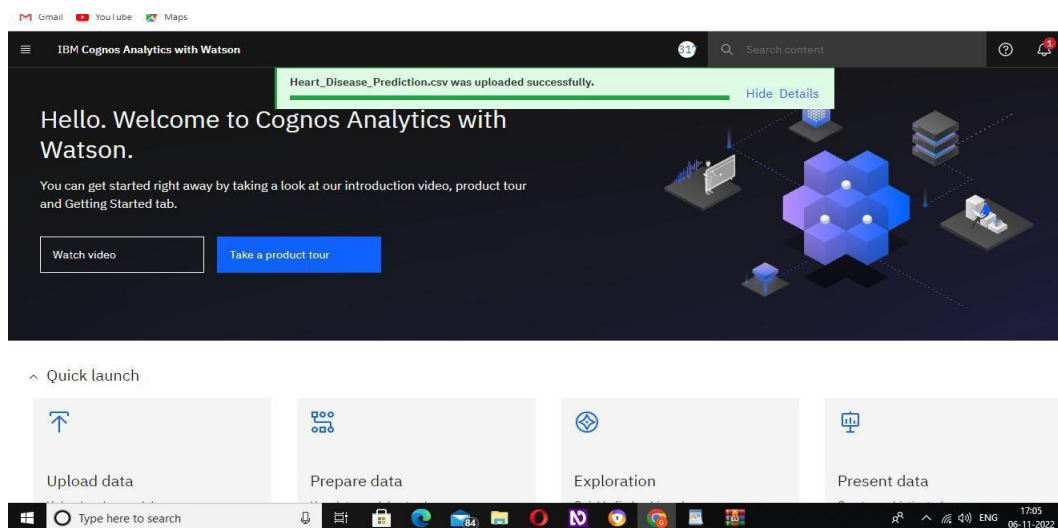 Gmail YouTube Maps
IBM Cognos Analytics with Watson
Search content
1
Heart_Disease_Prediction.csv was uploaded successfully.
Hide Details
Hello. Welcome to Cognos Analytics with
Watson.
You can get started right away by taking a look at our introduction video, product tour
and Getting Started tab.
Watch video
Take a product tour
Quick launch
Upload data
Prepare data
Exploration
Present data
Type here to search
84
ENG
17:05
06-11-2022